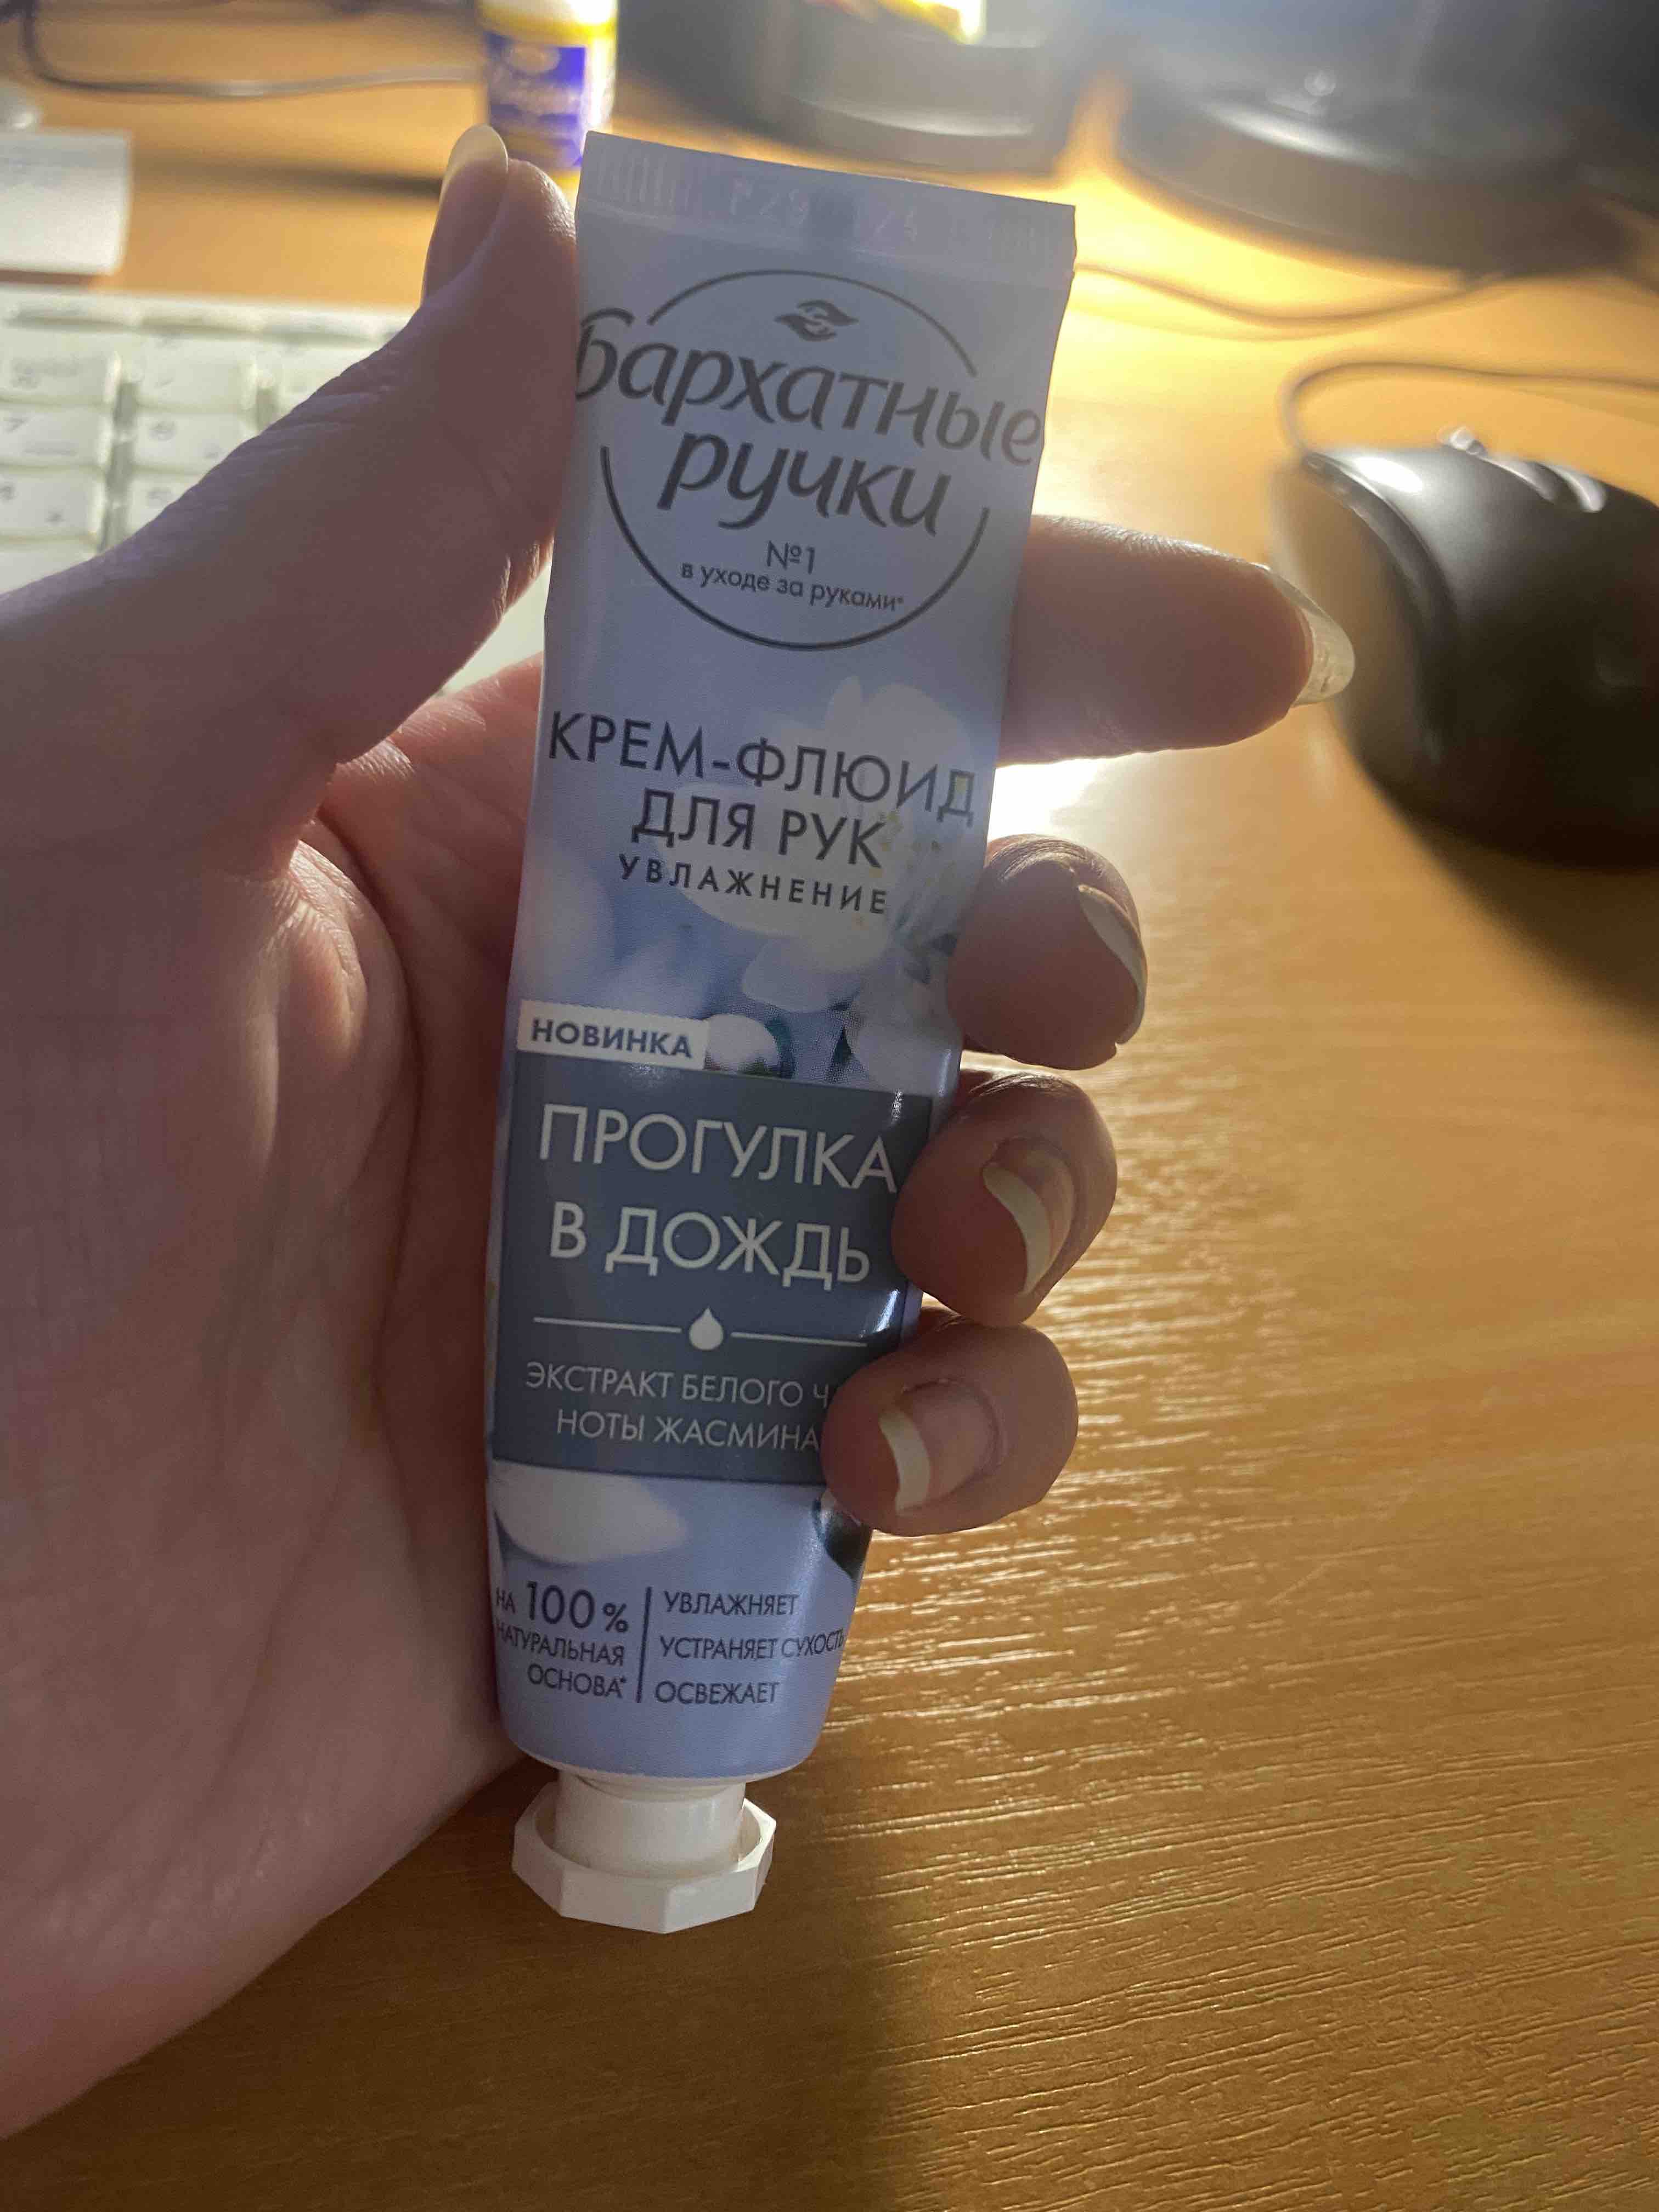 Бархатные
ручки
№1
в уходе за руками*
КРЕМ-ФЛЮИД
ДЛЯ РУК
УВЛАЖНЕНИЕ
НОВИНКА
ПРОГУЛКА
В ДОЖДЬ
ЭКСТРАКТ БЕЛОГО
НОТЫ ЖАСМИНА
НА 100%
НАТУРАЛЬНАЯ
ОСНОВА*
УВЛАЖНЯЕТ
УСТРАНЯЕТ СУХОСТЬ
ОСВЕЖАЕТ